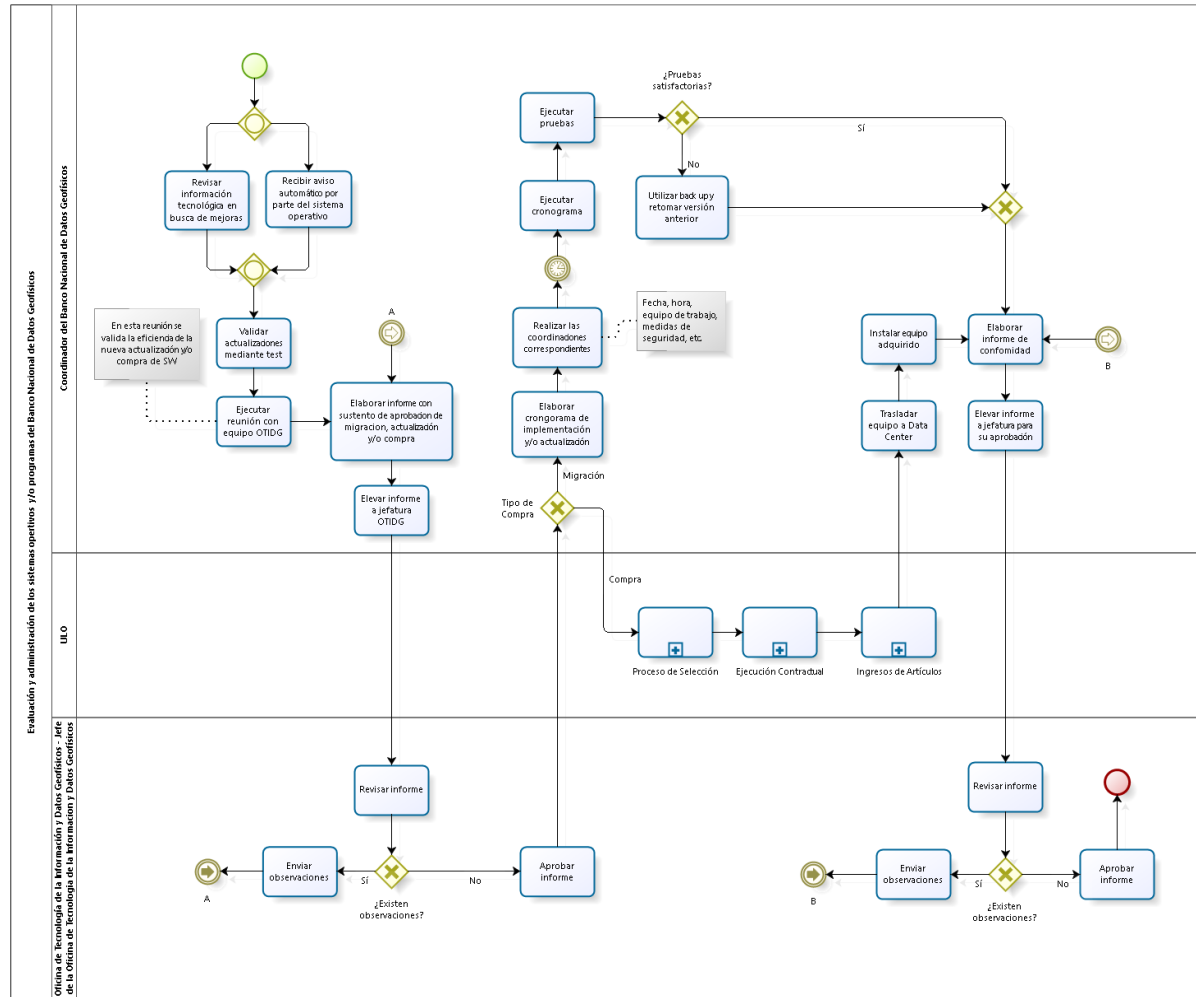 Evaluación y administración de los sistemas opertivos y/o programas del Banco Nacional de Datos Geofísicos
Coordinador del Banco Nacional de Datos Geofísicos
Revisar
información
tecnológica en
busca de mejoras
Recibir aviso
automático por
parte del sistema
operativo
En esta reunión se
valida la eficiencia de la
nueva actualización y/o
compra de SW
Validar
actualizaciones
mediante test
Ejecutar
reunión con
equipo OTIDG
A
Elaborar informe con
sustento de aprobacion de
migracion, actualización
y/o compra
Elevar informe
a jefatura
OTIDG
Ejecutar
pruebas
¿Pruebas
satisfactorias?
Sí
No
Utilizar back up y
retomar versión
anterior
Ejecutar
cronograma
Realizar las
coordinadones
correspondientes
Fecha, hora,
equipo de trabajo,
medidas de
seguridad, etc.
Elaborar
crongorama de
implementación
y/o actualización
Migración
Tipo de
Compra
Instalar equipo
adquirido
Elaborar
informe de
confomidad
B
Trasladar
equipo a Data
Center
Elevar informe
a jefatura para
su aprobación
ULO
Compra
Proceso de Selección
Ejecución Contractual
Ingresos de Artículos
Oficina de Tecnología de la Información y Datos Geofísicos - Jefe
de la Oficina de Tecnología de la Informacion y Datos Geofísicos
Revisar informe
Enviar
observaciones
A
Sí
No
¿Existen
observaciones?
Aprobar
informe
Revisar informe
Enviar
observaciones
B
Sí
No
¿Existen
observaciones?
Aprobar
informe